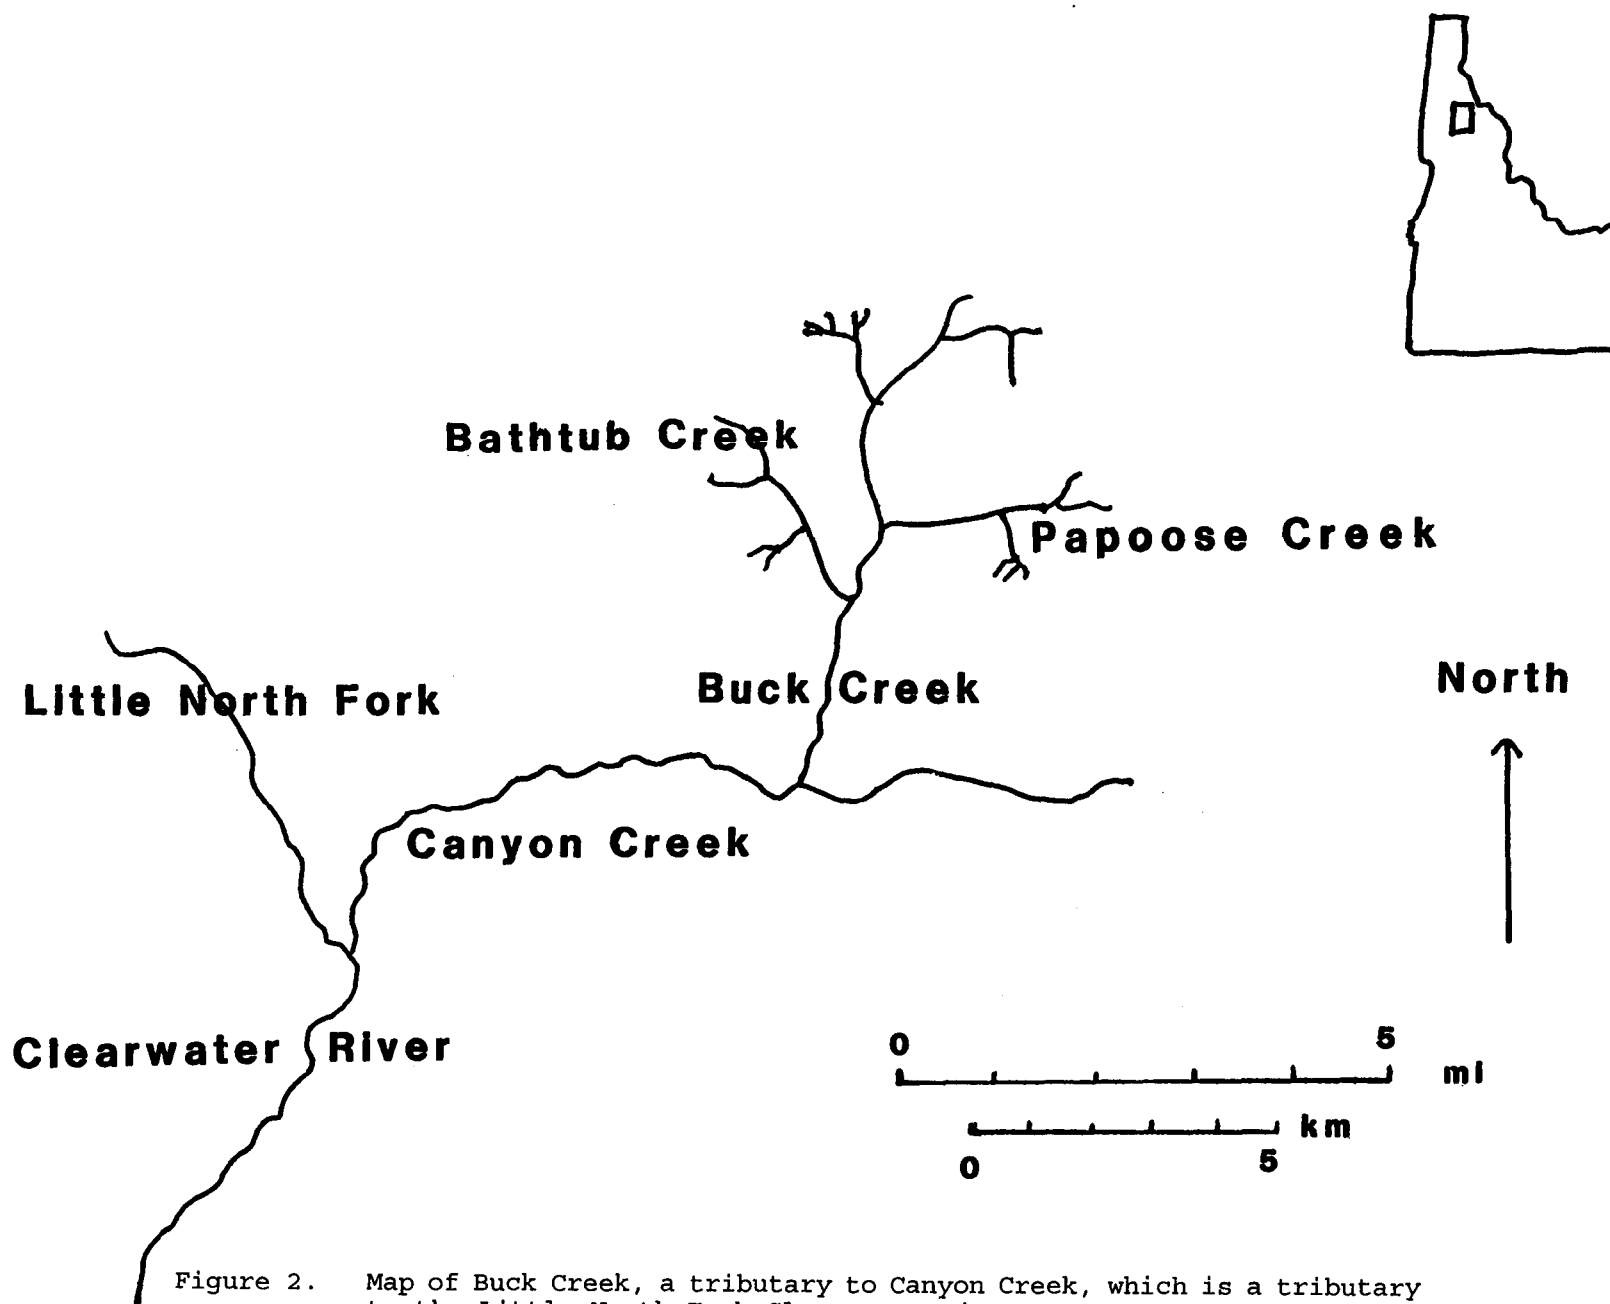 Bathtub Creek
Papoose Creek
Little North Fork
Buck Creek
North
Canyon Creek
Clearwater River
0 5
mi
km
0 5
Figure 2. Map of Buck Creek, a tributary to Canyon Creek, which is a tributary